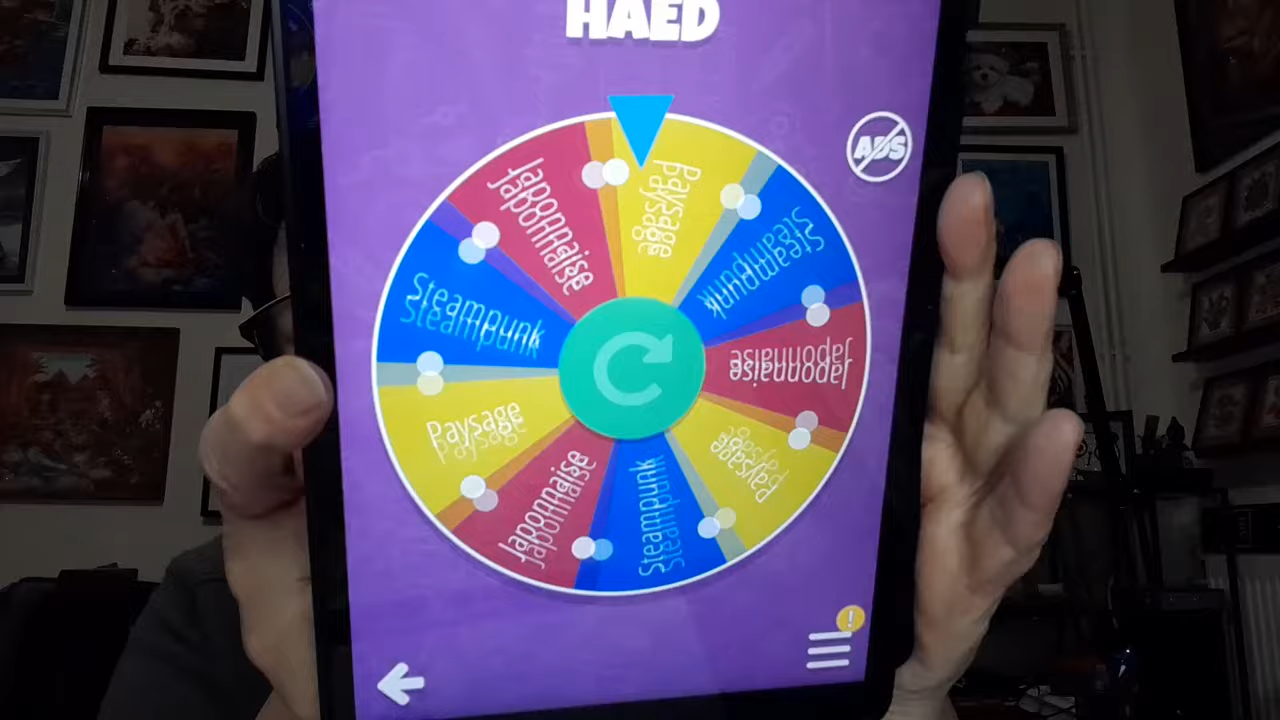 HAED
ADS
Paysage
Steampunk
Japonnaise
Paysage
Steampunk
Japonnaise
Paysage
Steampunk
Japonnaise
!